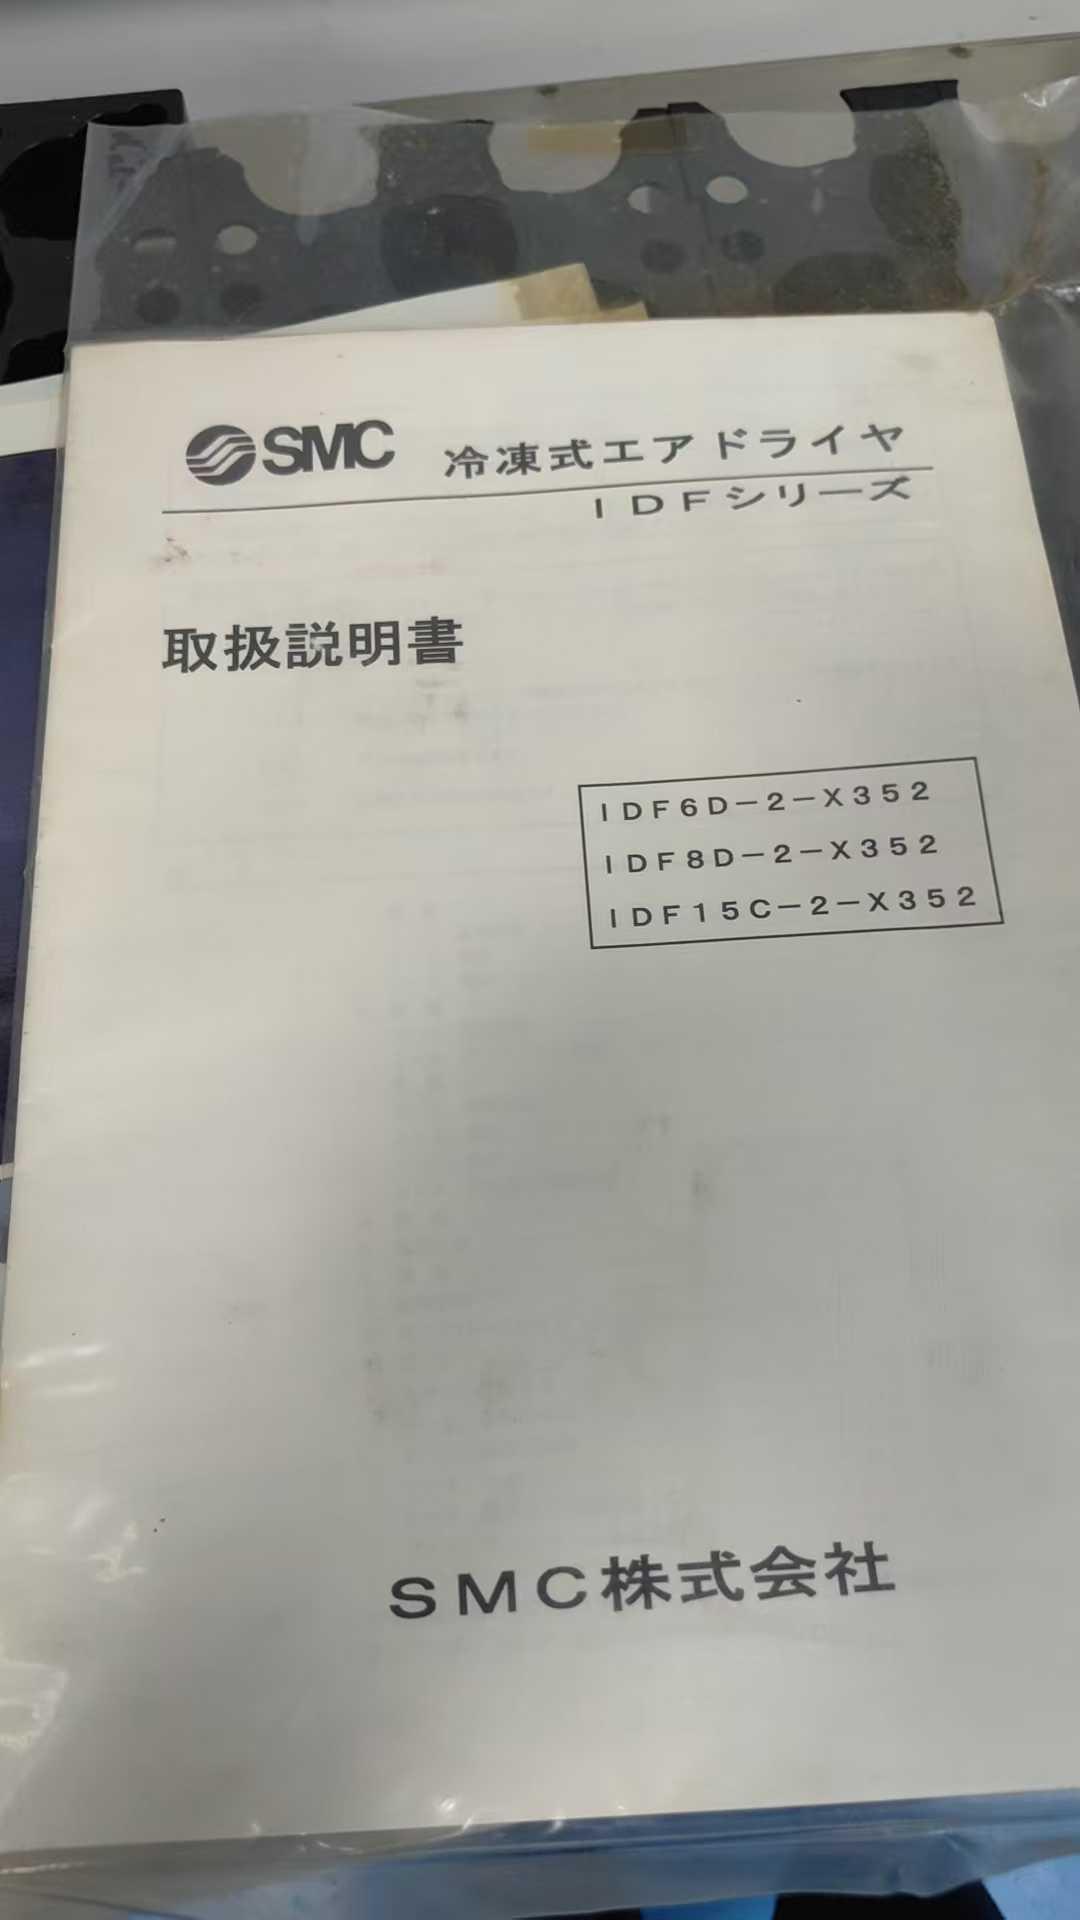 SMC 冷凍式エアドライヤ
IDFシリーズ
取扱説明書
IDF6D-2-X352
IDF8D-2-X352
IDF15C-2-X352
SMC株式会社